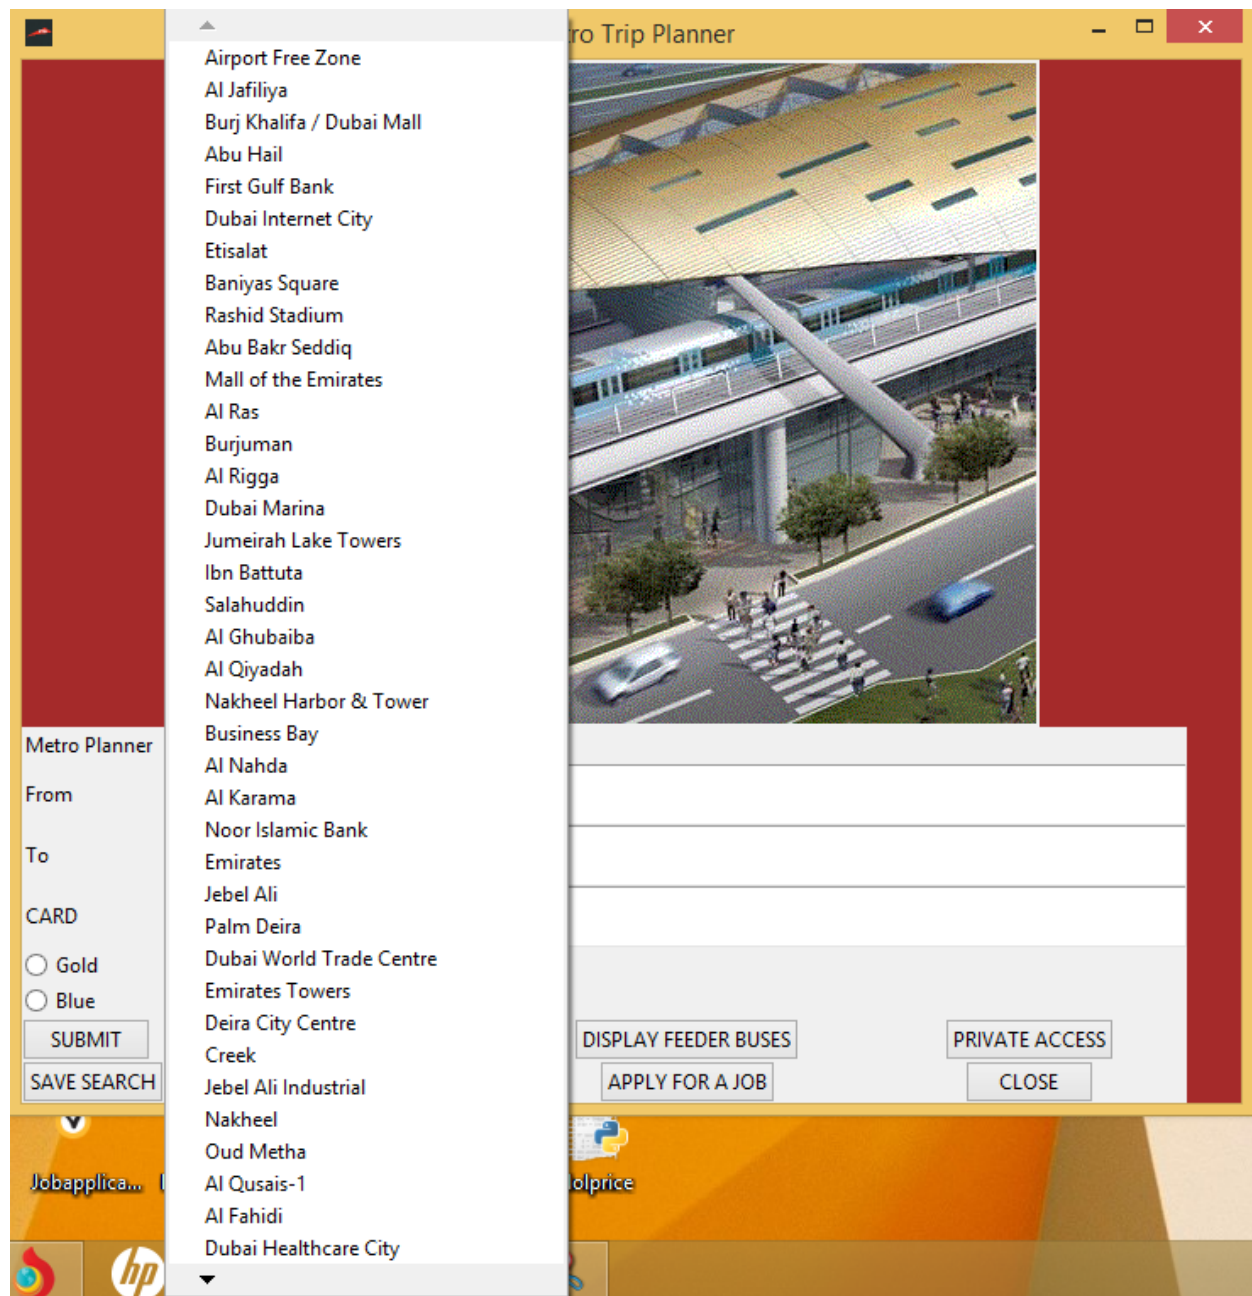 ro Trip Planner
Airport Free Zone
Al Jafiliya
Burj Khalifa / Dubai Mall
Abu Hail
First Gulf Bank
Dubai Internet City
Etisalat
Baniyas Square
Rashid Stadium
Abu Bakr Seddiq
Mall of the Emirates
Al Ras
Burjuman
Al Rigga
Dubai Marina
Jumeirah Lake Towers
Ibn Battuta
Salahuddin
Al Ghubaiba
Al Qiyadah
Nakheel Harbor & Tower
Business Bay
Al Nahda
Al Karama
Noor Islamic Bank
Emirates
Jebel Ali
Palm Deira
Dubai World Trade Centre
Emirates Towers
Deira City Centre
Creek
Jebel Ali Industrial
Nakheel
Oud Metha
Al Qusais-1
Al Fahidi
Dubai Healthcare City
Metro Planner
From
To
CARD
Gold
Blue
SUBMIT
DISPLAY FEEDER BUSES
PRIVATE ACCESS
SAVE SEARCH
APPLY FOR A JOB
CLOSE
Jobapplica...
olprice
hp